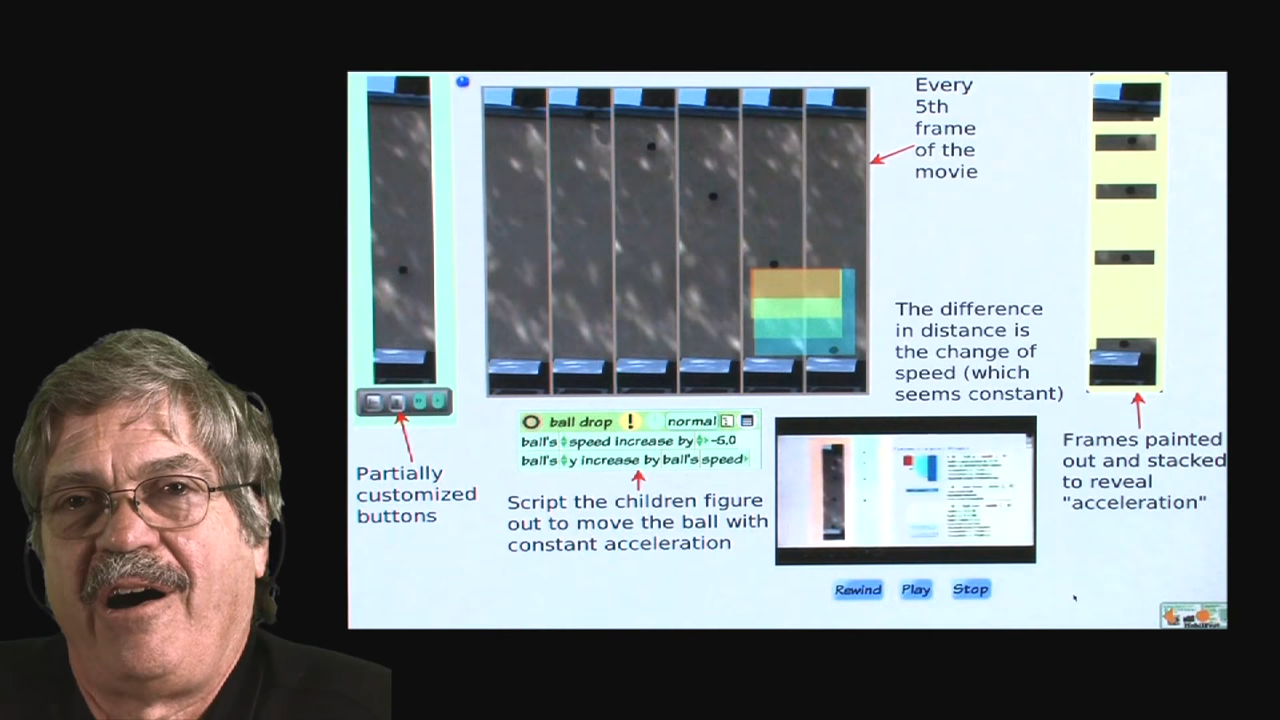 Every
5th
frame
of the
movie
The difference
in distance is
the change of
speed (which
seems constant)
ball drop ! normal
ball's speed increase by -5.0
ball's y increase by ball's speed
Partially
customized
buttons
Script the children figure
out to move the ball with
constant acceleration
Frames painted
out and stacked
to reveal
"acceleration"
Rewind Play Stop